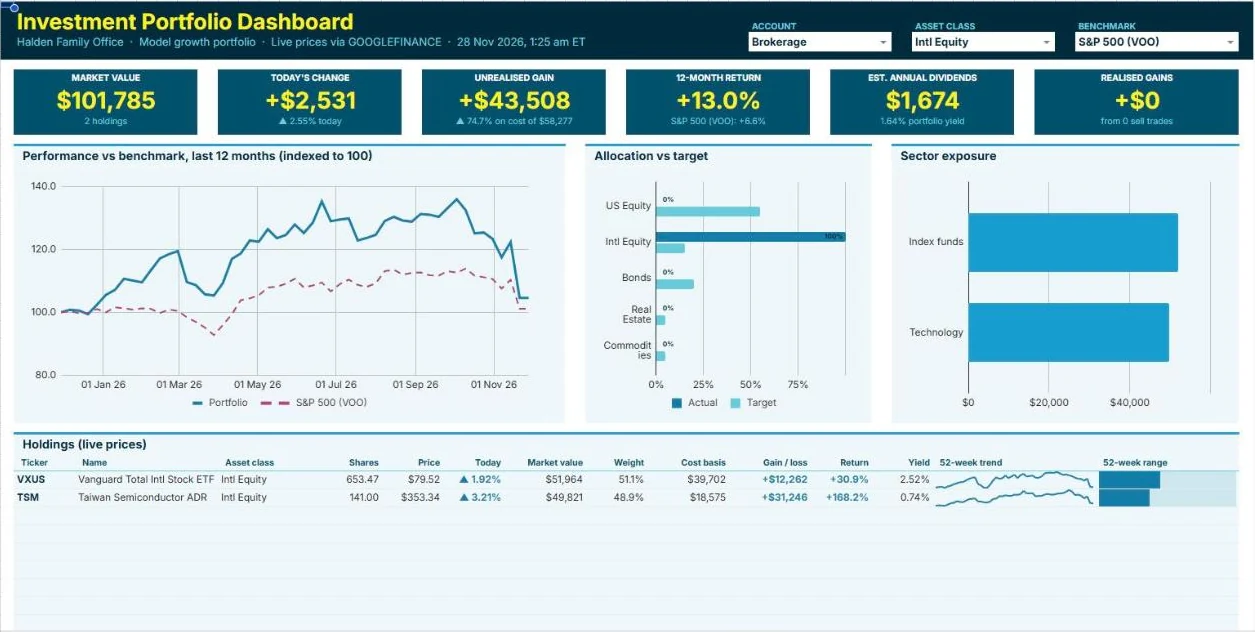 Investment Portfolio Dashboard
Halden Family Office · Model growth portfolio · Live prices via GOOGLEFINANCE · 28 Nov 2026, 1:25 am ET
ACCOUNT
Brokerage
ASSET CLASS
Intl Equity
BENCHMARK
S&P 500 (VOO)
MARKET VALUE
$101,785
2 holdings
TODAY'S CHANGE
+$2,531
▲ 2.55% today
UNREALISED GAIN
+$43,508
▲ 74.7% on cost of $58,277
12-MONTH RETURN
+13.0%
S&P 500 (VOO): +6.6%
EST. ANNUAL DIVIDENDS
$1,674
1.64% portfolio yield
REALISED GAINS
+$0
from 0 sell trades
Performance vs benchmark, last 12 months (indexed to 100)
140.0
120.0
100.0
80.0
01 Jan 26 01 Mar 26 01 May 26 01 Jul 26 01 Sep 26 01 Nov 26
Portfolio S&P 500 (VOO)
Allocation vs target
US Equity 0%
Intl Equity 100%
Bonds 0%
Real 0%
Estate
Commodit 0%
ies
0% 25% 50% 75%
Actual Target
Sector exposure
Index funds
Technology
$0 $20,000 $40,000
Holdings (live prices)
Ticker Name Asset class Shares Price Today Market value Weight Cost basis Gain / loss Return Yield 52-week trend 52-week range
VXUS Vanguard Total Intl Stock ETF Intl Equity 653.47 $79.52 ▲ 1.92% $51,964 51.1% $39,702 +$12,262 +30.9% 2.52%
TSM Taiwan Semiconductor ADR Intl Equity 141.00 $353.34 ▲ 3.21% $49,821 48.9% $18,575 +$31,246 +168.2% 0.74%